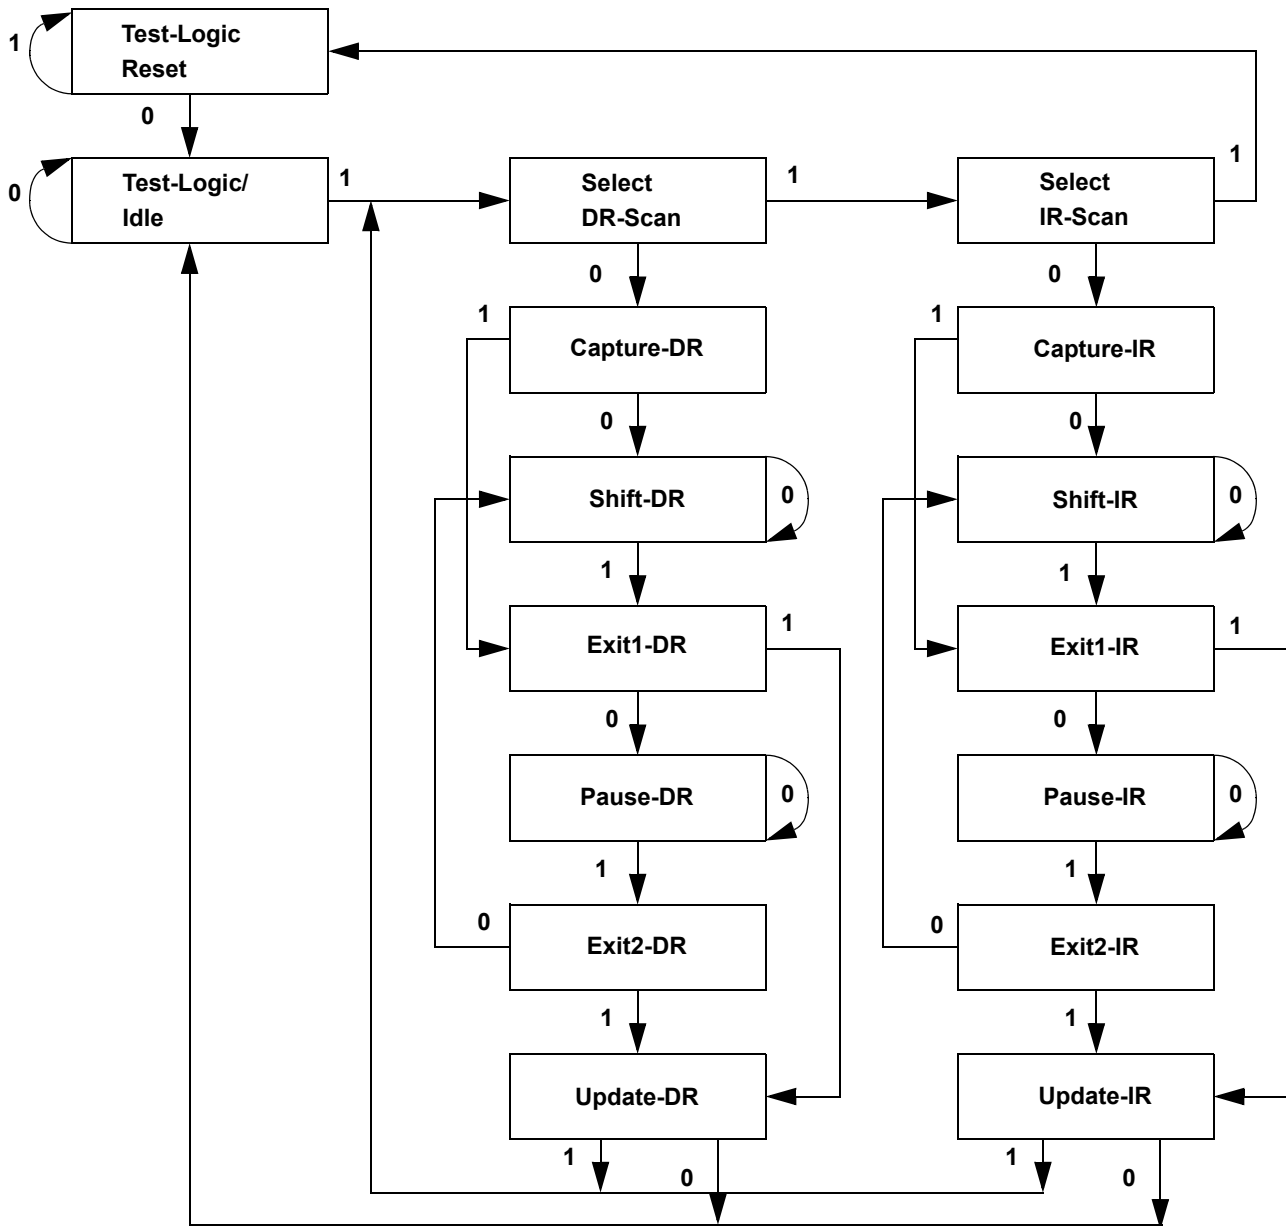 Test-Logic
Reset
1
0
Test-Logic/
Idle
0
1
Select
DR-Scan
1
Select
IR-Scan
1
0
0
1
Capture-DR
1
Capture-IR
0
0
Shift-DR
0
Shift-IR
0
1
1
Exit1-DR
1
Exit1-IR
1
0
0
Pause-DR
0
Pause-IR
0
1
1
0
Exit2-DR
0
Exit2-IR
1
1
Update-DR
Update-IR
1
0
1
0